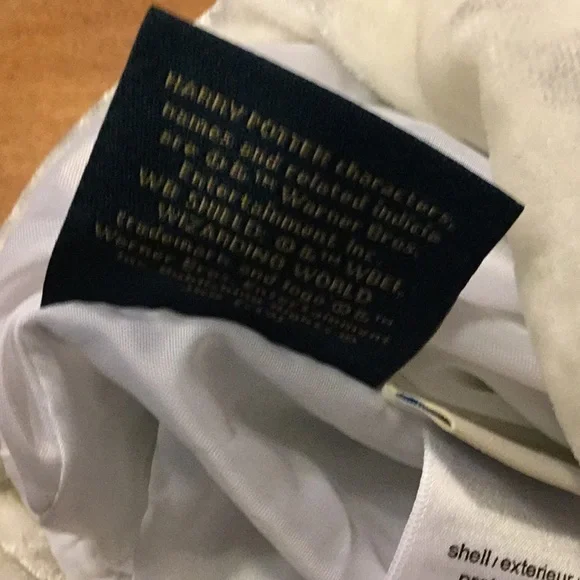 HARRY POTTER characters,
names and related indicia
are © & ™ Warner Bros.
Entertainment Inc.
WB SHIELD: © & ™ WBEI.
WIZARDING WORLD
trademark and logo © & ™
Warner Bros. Entertainment
shell/exterieu